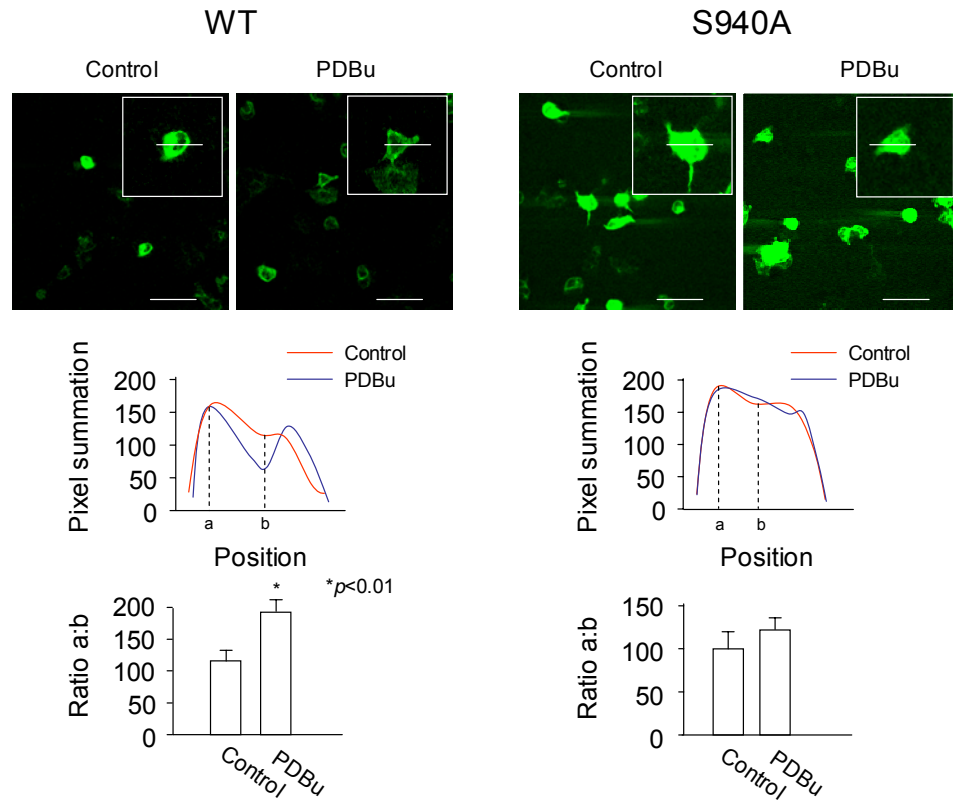 WT
S940A
Control
PDBu
Control
PDBu
Control
PDBu
Pixel summation
200
150
100
50
0
a
b
Position
Control
PDBu
Pixel summation
200
150
100
50
0
a
b
Position
*p<0.01
*
Ratio a:b
200
150
100
50
0
Control
PDBu
Ratio a:b
150
100
50
0
Control
PDBu